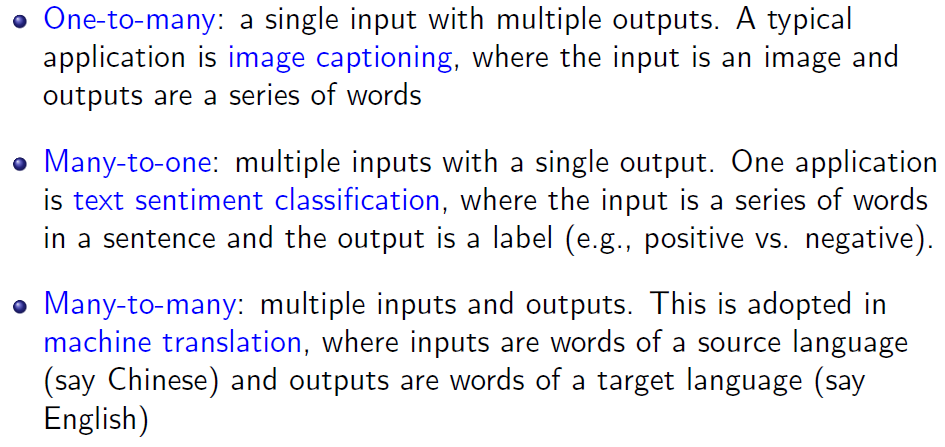 One-to-many: a single input with multiple outputs. A typical
application is image captioning, where the input is an image and
outputs are a series of words
Many-to-one: multiple inputs with a single output. One application
is text sentiment classification, where the input is a series of words
in a sentence and the output is a label (e.g., positive vs. negative).
Many-to-many: multiple inputs and outputs. This is adopted in
machine translation, where inputs are words of a source language
(say Chinese) and outputs are words of a target language (say
English)